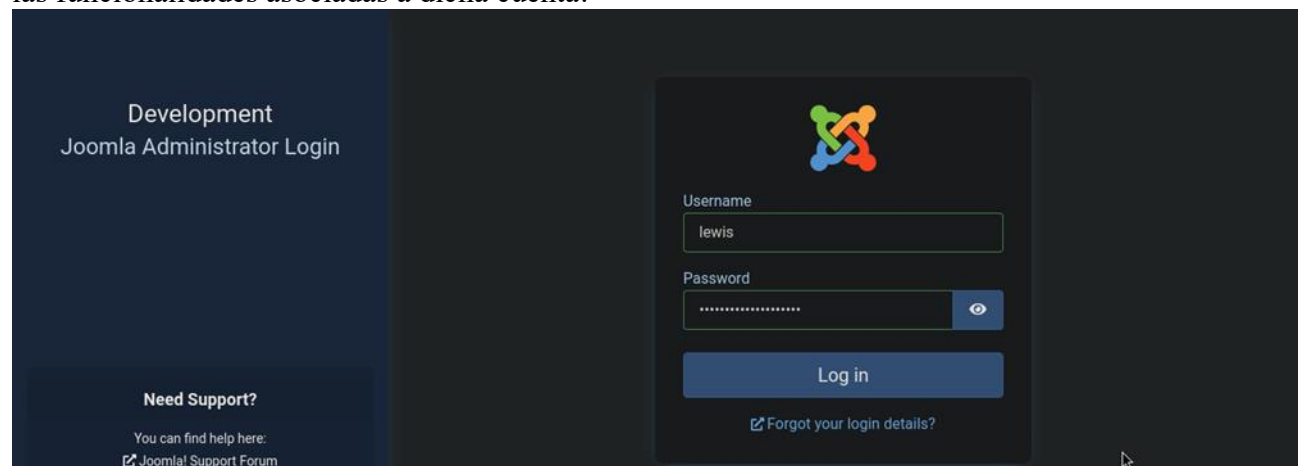 las funcionalidades asociadas a dicha cuenta.
Development
Joomla Administrator Login
Need Support?
You can find help here:
Joomla! Support Forum
Username
lewis
Password
Log in
Forgot your login details?